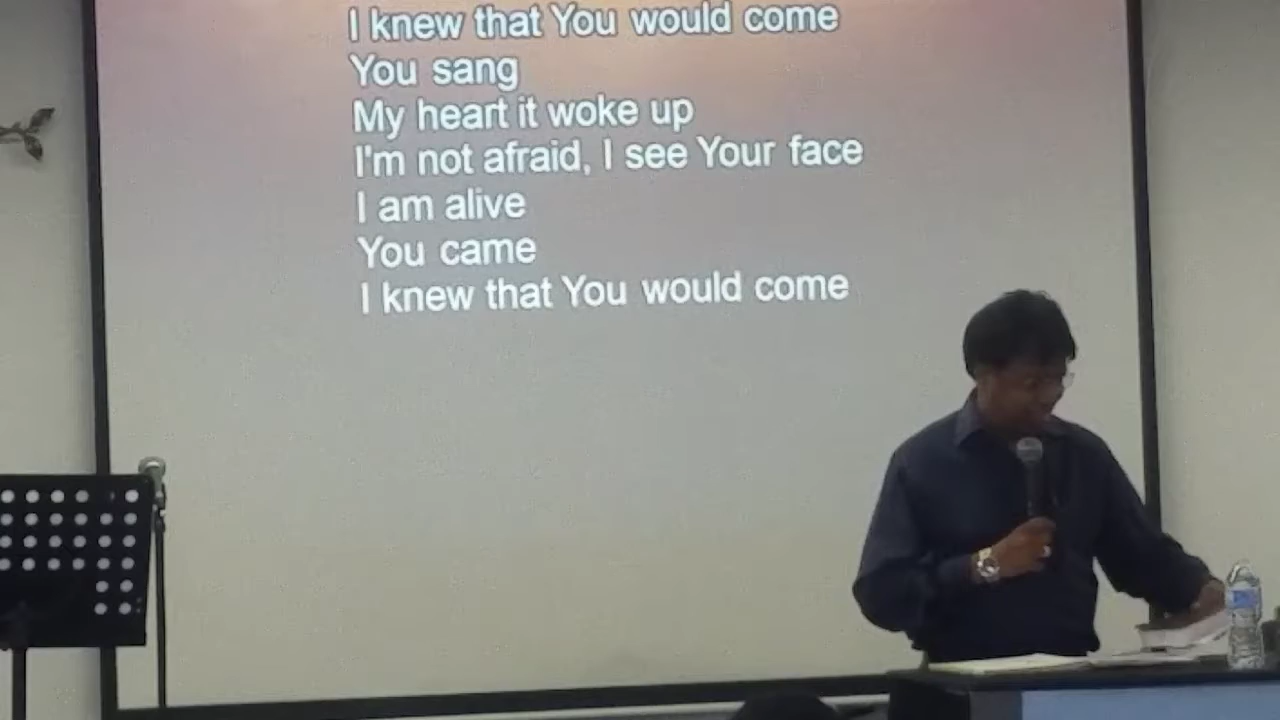 I knew that You would come
You sang
My heart it woke up
I'm not afraid, I see Your face
I am alive
You came
I knew that You would come